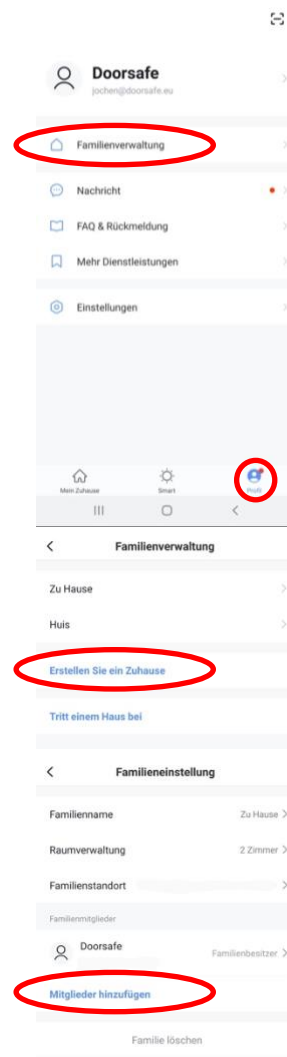 Doorsafe
jochen@doorsafe.eu
Familienverwaltung
Nachricht
FAQ & Rückmeldung
Mehr Dienstleistungen
Einstellungen
Mein Zuhause
Smart
Profil
Familienverwaltung
Zu Hause
Huis
Erstellen Sie ein Zuhause
Tritt einem Haus bei
Familieneinstellung
Familienname Zu Hause
Raumverwaltung 2 Zimmer
Familienstandort
Familienmitglieder
Doorsafe Familienbesitzer
Mitglieder hinzufügen
Familie löschen